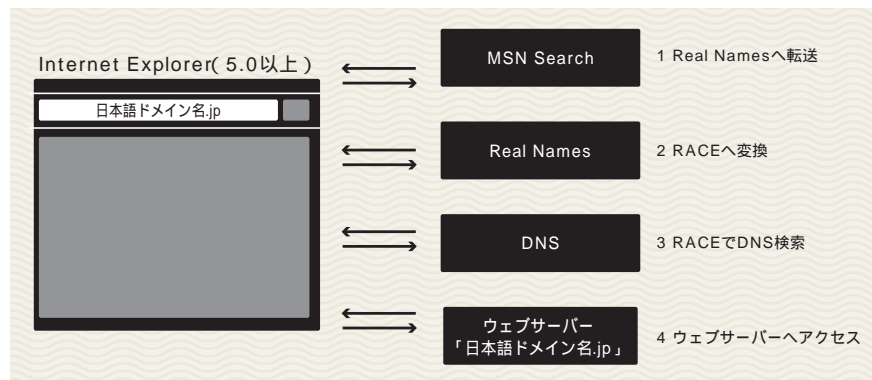 Internet Explorer(5.0以上)
日本語ドメイン名.jp
MSN Search
1 Real Namesへ転送
Real Names
2 RACEへ変換
DNS
3 RACEでDNS検索
ウェブサーバー
「日本語ドメイン名.jp」
4 ウェブサーバーへアクセス